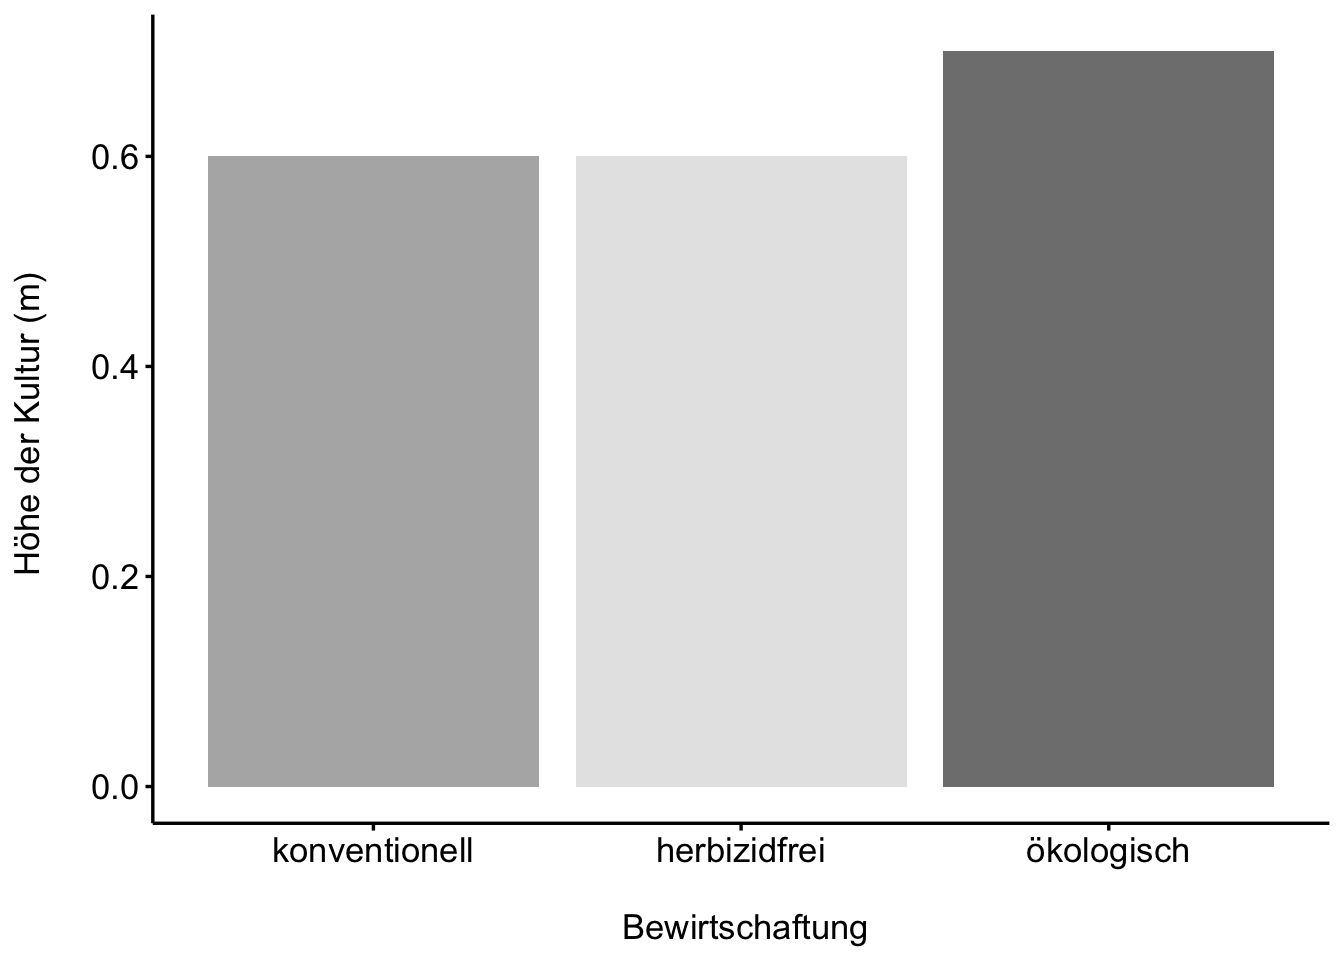 Höhe der Kultur (m)
0.6
0.4
0.2
0.0
konventionell herbizidfrei ökologisch
Bewirtschaftung